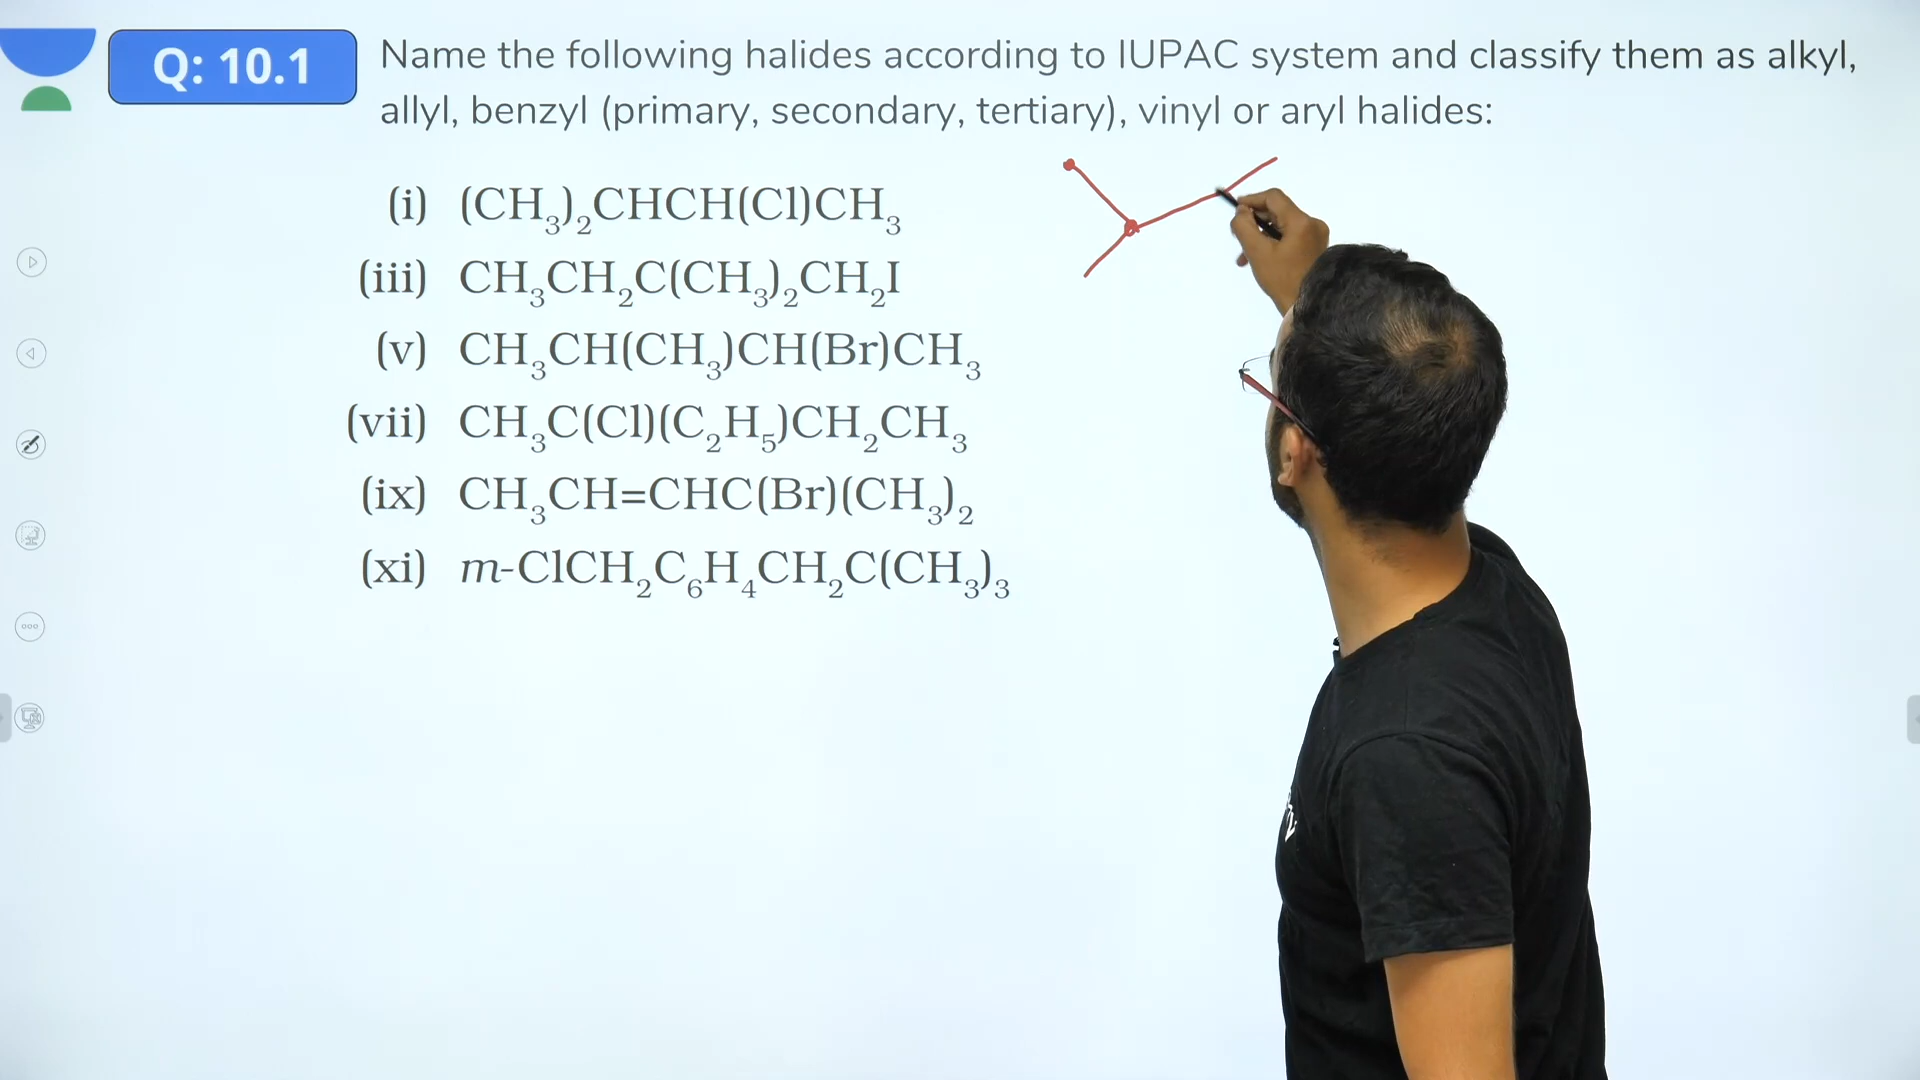 Q: 10.1
Name the following halides according to IUPAC system and classify them as alkyl,
allyl, benzyl (primary, secondary, tertiary), vinyl or aryl halides:
(i) (CH₃)₂CHCH(Cl)CH₃
(iii) CH₃CH₂C(CH₃)₂CH₂I
(v) CH₃CH(CH₃)CH(Br)CH₃
(vii) CH₃C(Cl)(C₂H₅)CH₂CH₃
(ix) CH₃CH=CHC(Br)(CH₃)₂
(xi) m-ClCH₂C₆H₄CH₂C(CH₃)₃